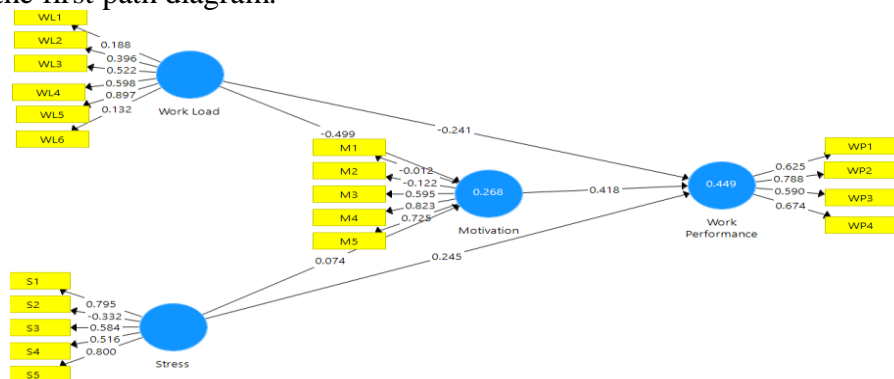 the first path diagram.
WL1
WL2
WL3
WL4
WL5
WL6
0.188
0.396
0.522
0.598
0.897
0.132
Work Load
-0.499
-0.241
M1
M2
M3
M4
M5
-0.012
-0.122
0.595
0.823
0.725
0.268
Motivation
0.418
0.074
0.245
0.449
Work
Performance
0.625
0.788
0.590
0.674
WP1
WP2
WP3
WP4
S1
S2
S3
S4
S5
0.795
-0.332
0.584
0.516
0.800
Stress